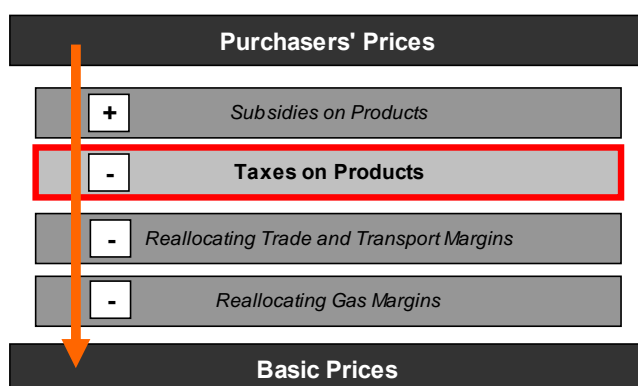 Purchasers' Prices
+ Subsidies on Products
- Taxes on Products
- Reallocating Trade and Transport Margins
- Reallocating Gas Margins
Basic Prices